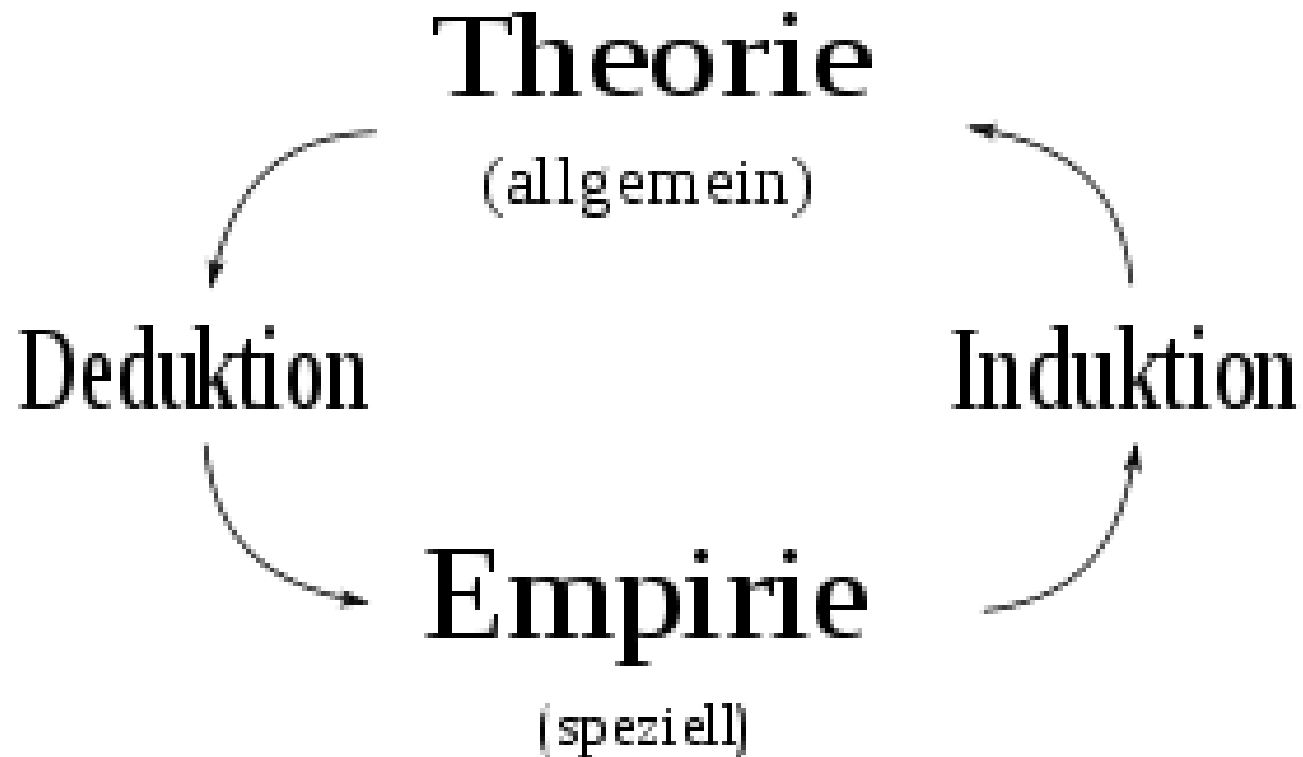 Theorie
(allgemein)
Deduktion
Induktion
Empirie
(speziell)